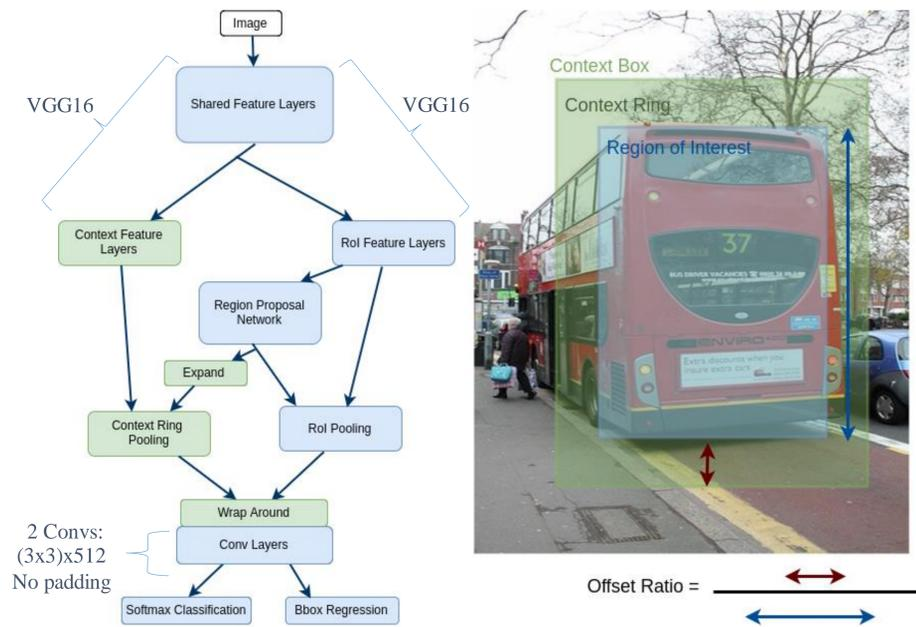 Image
VGG16
Shared Feature Layers
VGG16
Context Feature
Layers
RoI Feature Layers
Region Proposal
Network
Expand
Context Ring
Pooling
RoI Pooling
Wrap Around
2 Convs:
(3x3)x512
No padding
Conv Layers
Softmax Classification
Bbox Regression
Context Box
Context Ring
Region of Interest
37
BUS DRIVER VACANCIES
ENVIRO
Extra discounts when you
insure extra cars
Offset Ratio =